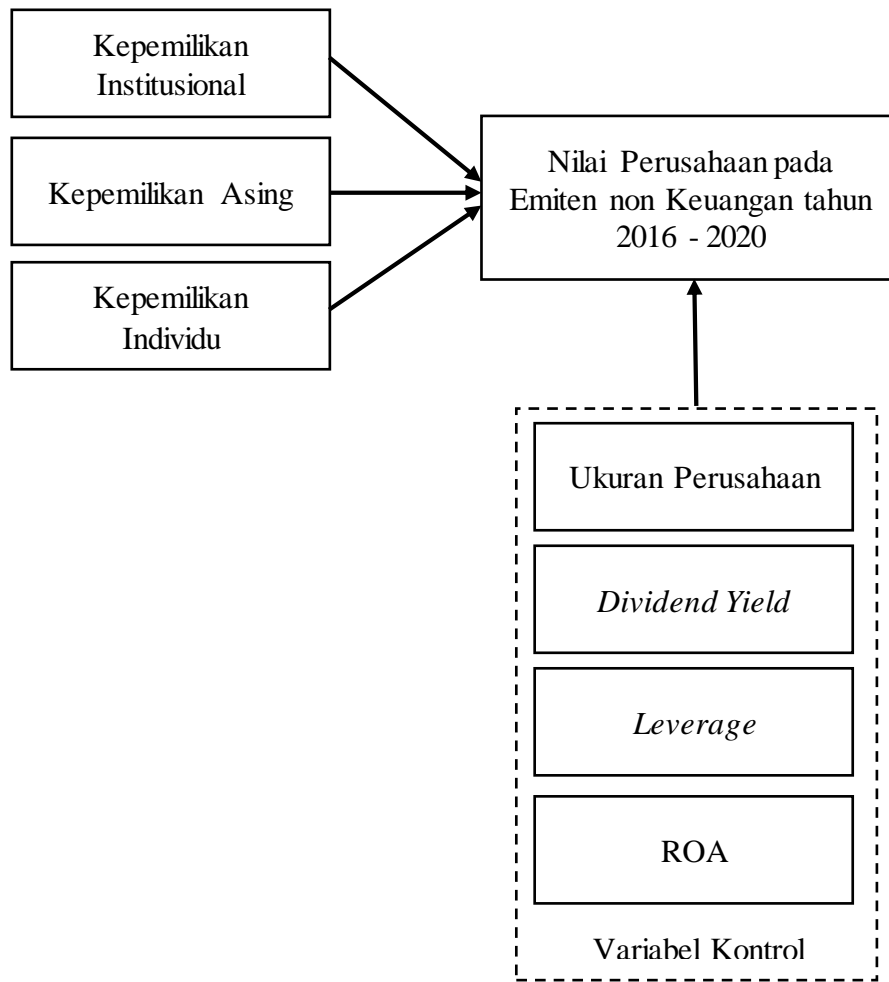 Kepemilikan
Institusional
Kepemilikan Asing
Kepemilikan
Individu
Nilai Perusahaan pada
Emiten non Keuangan tahun
2016 - 2020
Ukuran Perusahaan
Dividend Yield
Leverage
ROA
Variabel Kontrol